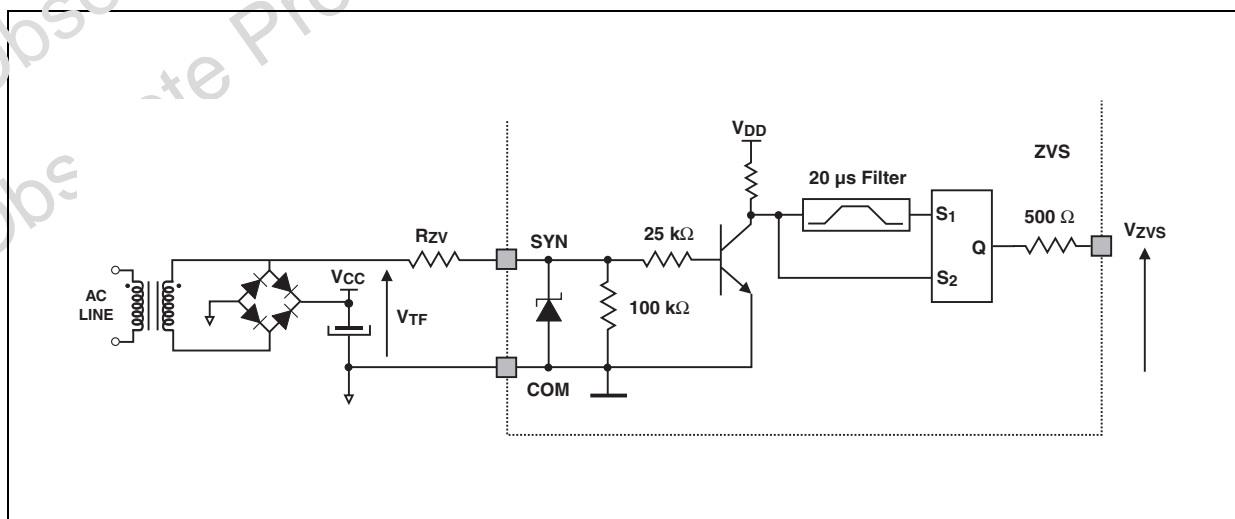 VDD
ZVS
20 µs Filter
S1
RZV
SYN
25 kΩ
500 Ω
VZVS
Q
AC
LINE
VCC
VTF
100 kΩ
S2
COM